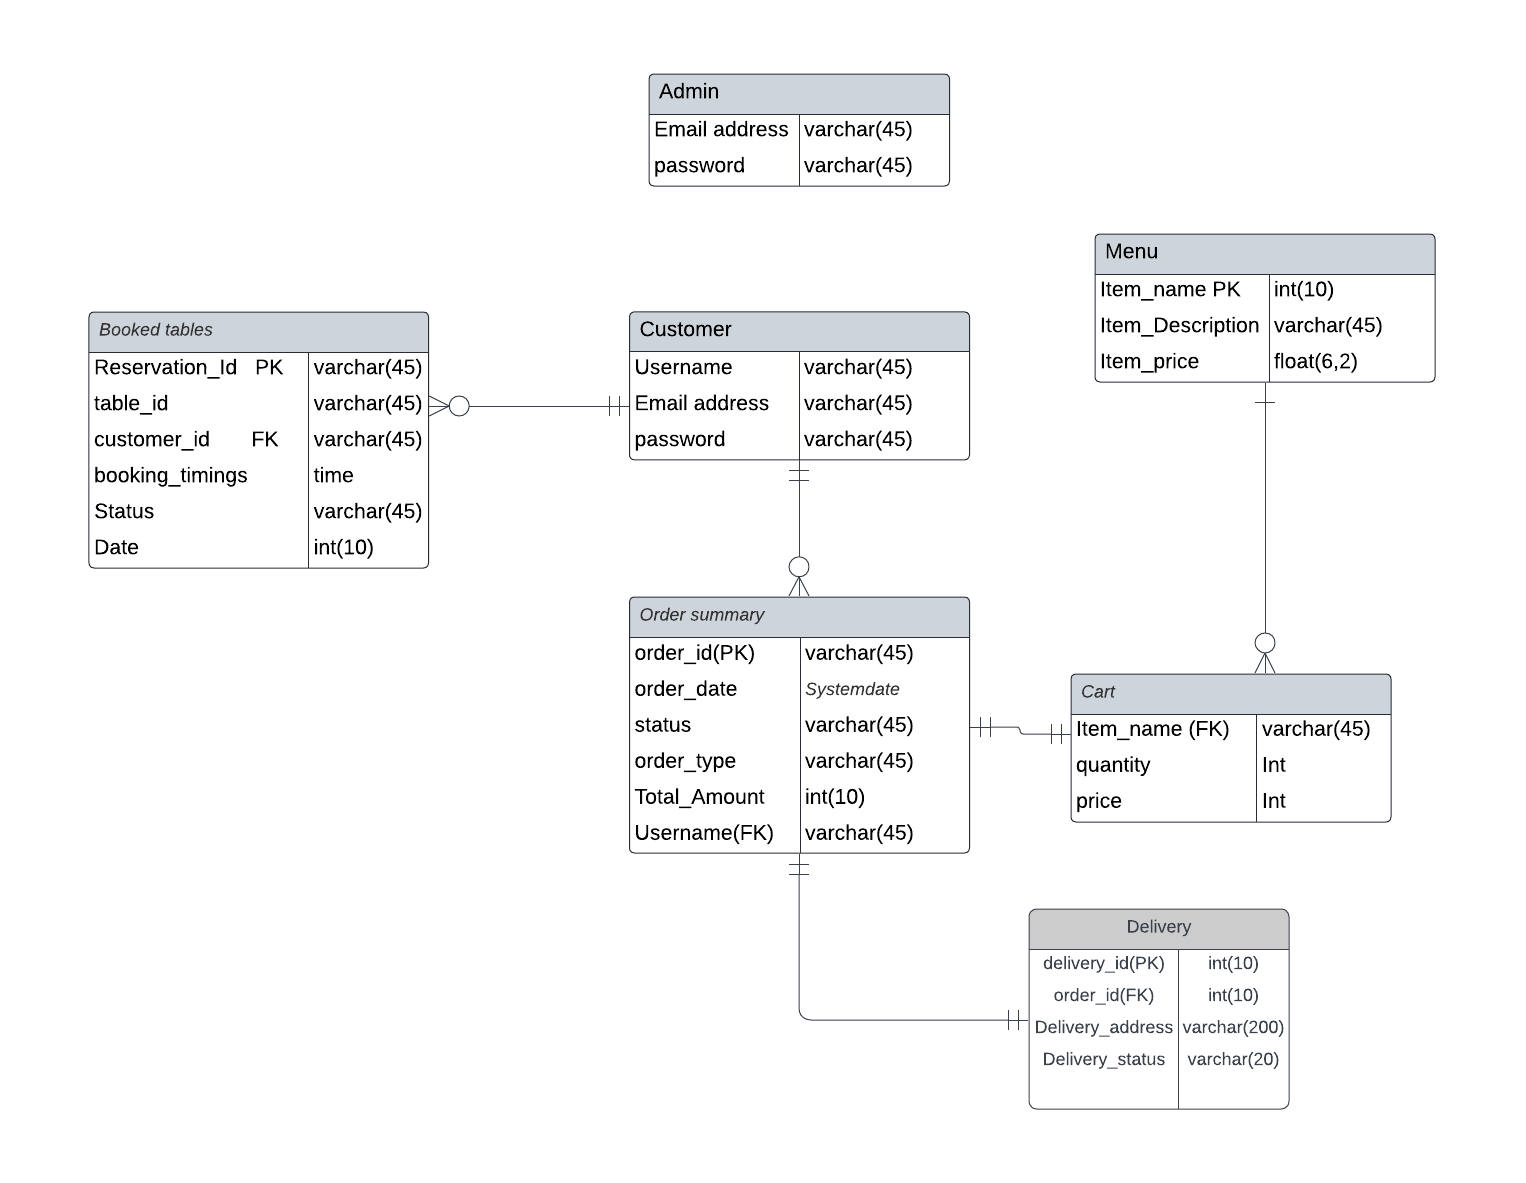 Admin
Email address varchar(45)
password varchar(45)
Menu
Item_name PK int(10)
Item_Description varchar(45)
Item_price float(6,2)
Booked tables
Reservation_Id PK varchar(45)
table_id varchar(45)
customer_id FK varchar(45)
booking_timings time
Status varchar(45)
Date int(10)
Customer
Username varchar(45)
Email address varchar(45)
password varchar(45)
Order summary
order_id(PK) varchar(45)
order_date Systemdate
status varchar(45)
order_type varchar(45)
Total_Amount int(10)
Username(FK) varchar(45)
Cart
Item_name (FK) varchar(45)
quantity Int
price Int
Delivery
delivery_id(PK) int(10)
order_id(FK) int(10)
Delivery_address varchar(200)
Delivery_status varchar(20)